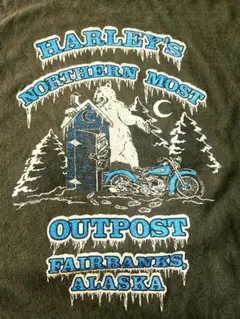 HARLEY'S
NORTHERN MOST
OUTPOST
FAIRBANKS,
ALASKA